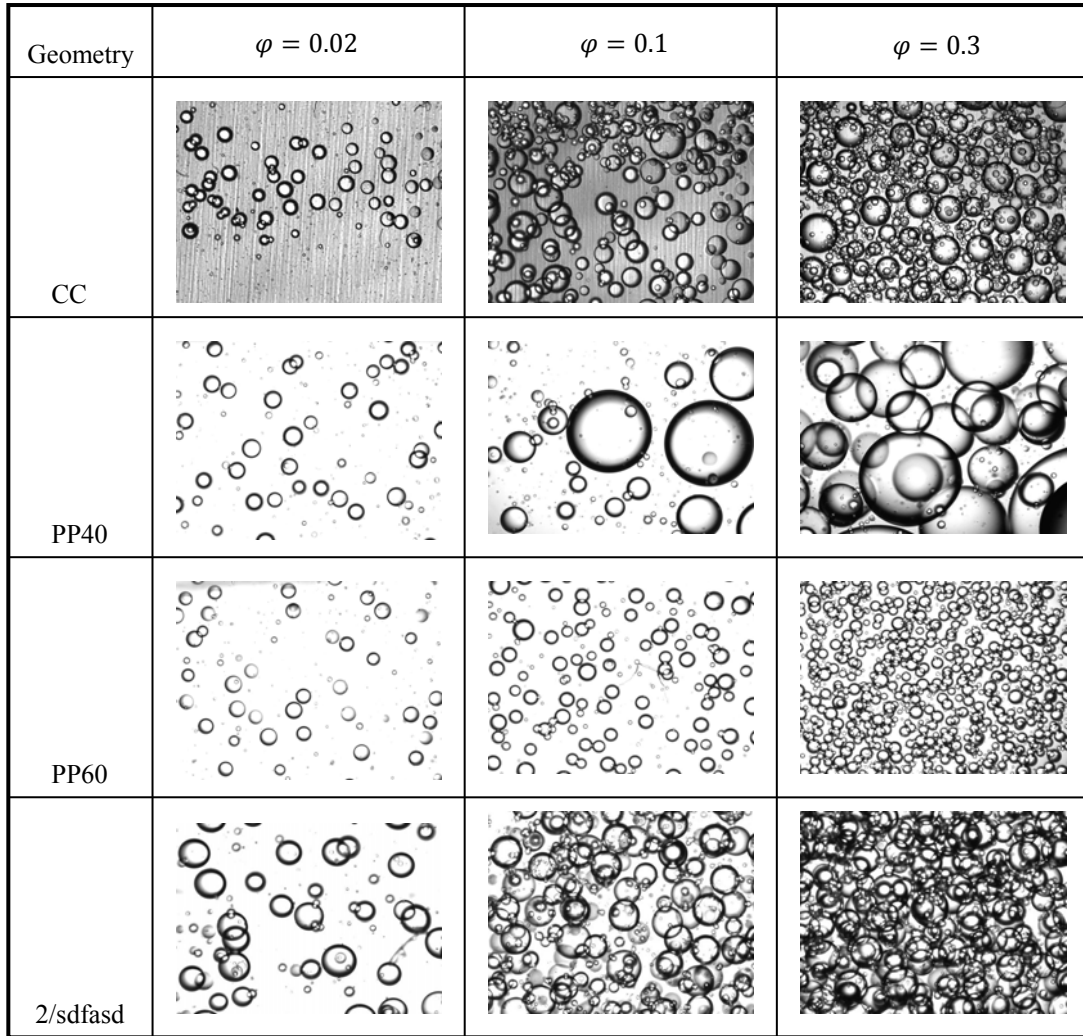 Geometry
φ = 0.02
φ = 0.1
φ = 0.3
CC
PP40
PP60
2/sdfasd